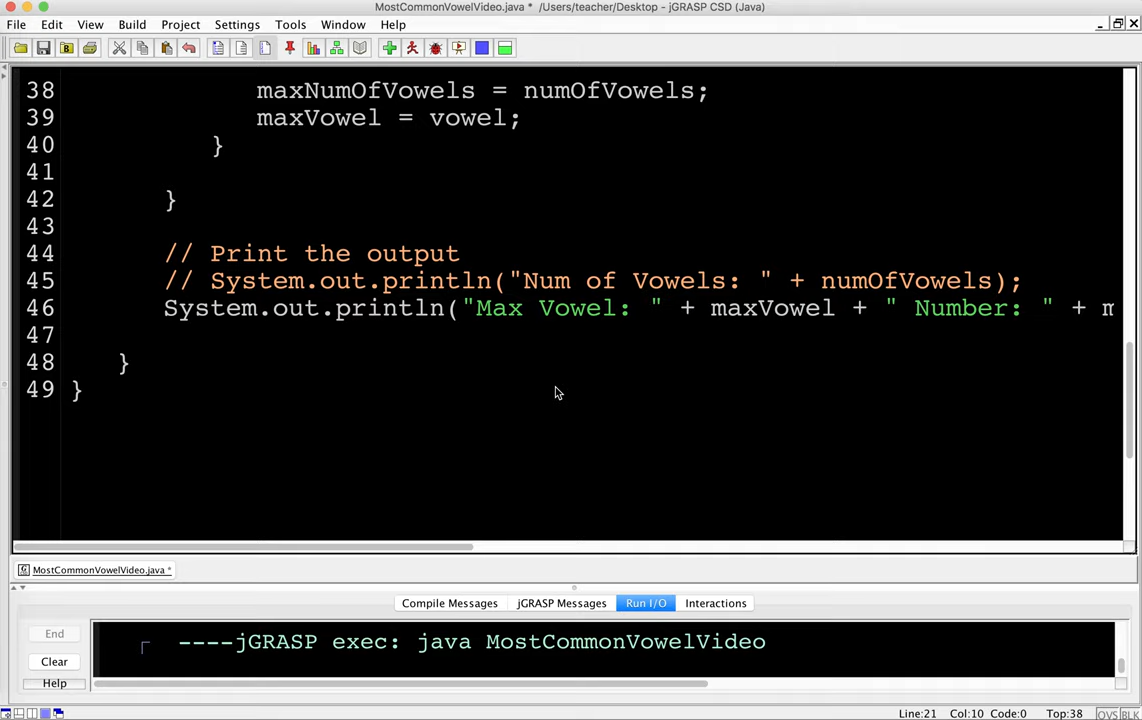 MostCommonVowelVideo.java * /Users/teacher/Desktop - jGRASP CSD (Java)
File Edit View Build Project Settings Tools Window Help
38 maxNumOfVowels = numOfVowels;
39 maxVowel = vowel;
40 }
41
42 }
43
44 // Print the output
45 // System.out.println("Num of Vowels: " + numOfVowels);
46 System.out.println("Max Vowel: " + maxVowel + " Number: " + m
47
48 }
49 }
MostCommonVowelVideo.java *
Compile Messages jGRASP Messages Run I/O Interactions
End
----jGRASP exec: java MostCommonVowelVideo
Clear
Help
Line:21 Col:10 Code:0 Top:38 OVS BLK